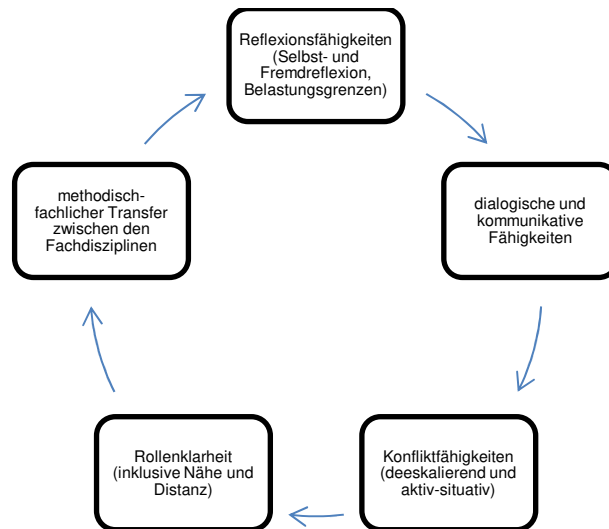 Reflexionsfähigkeiten
(Selbst- und
Fremdreflexion,
Belastungsgrenzen)
dialogische und
kommunikative
Fähigkeiten
Konfliktfähigkeiten
(deeskalierend und
aktiv-situativ)
Rollenklarheit
(inklusive Nähe und
Distanz)
methodisch-
fachlicher Transfer
zwischen den
Fachdisziplinen